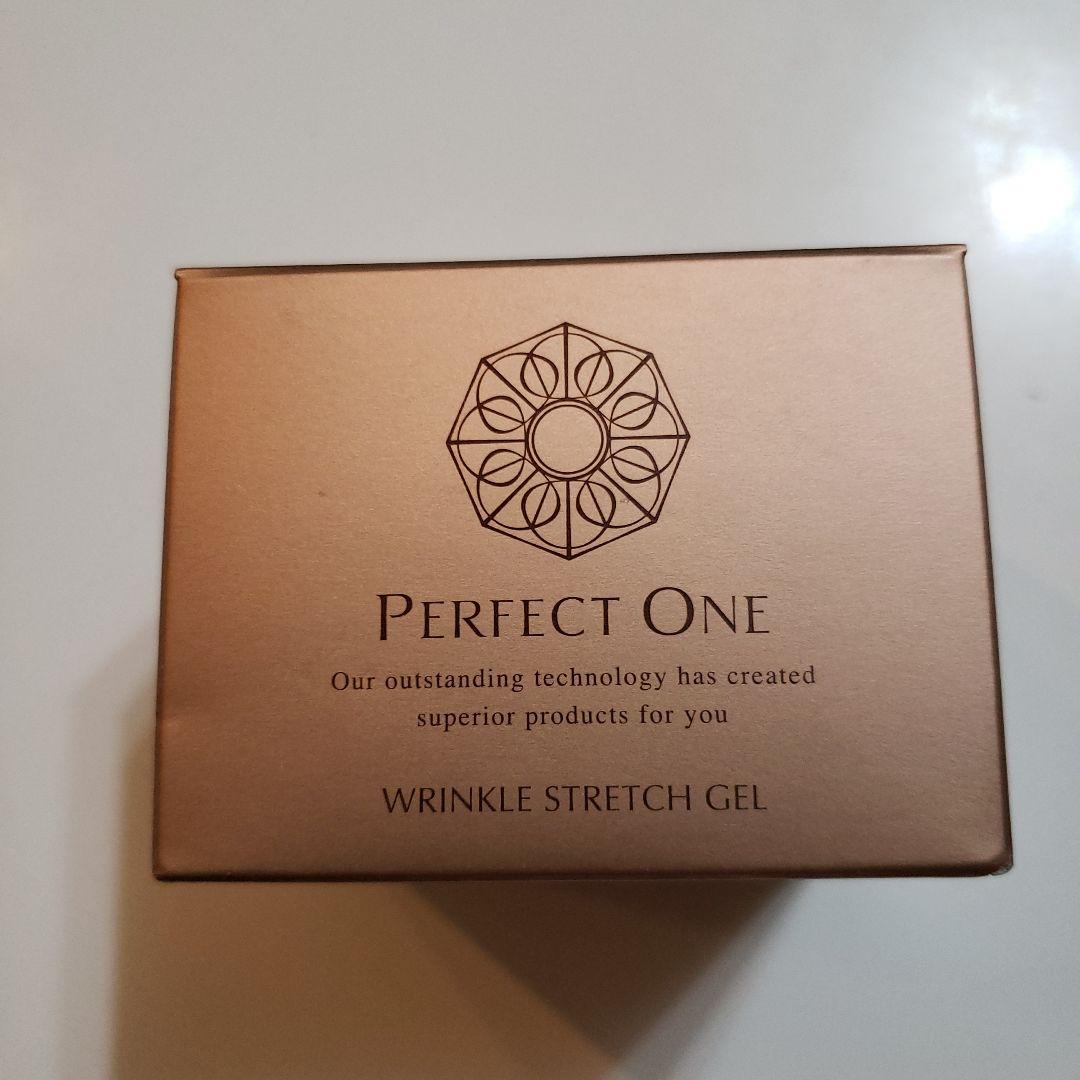 PERFECT ONE
Our outstanding technology has created
superior products for you
WRINKLE STRETCH GEL